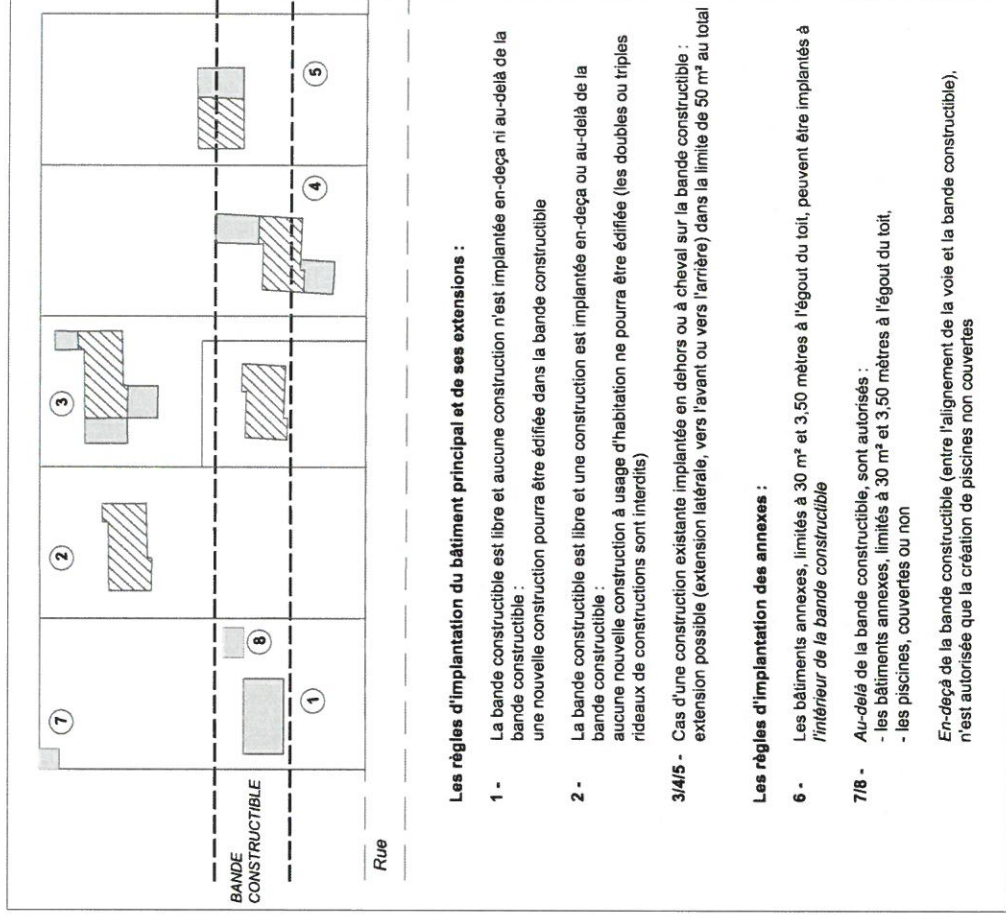 7
2
3
5
4
8
1
BANDE
CONSTRUCTIBLE
Rue
Les règles d'implantation du bâtiment principal et de ses extensions :
1 - La bande constructible est libre et aucune construction n'est implantée en-deça ni au-delà de la
bande constructible :
une nouvelle construction pourra être édifiée dans la bande constructible
2 - La bande constructible est libre et une construction est implantée en-deça ou au-delà de la
bande constructible :
aucune nouvelle construction à usage d'habitation ne pourra être édifiée (les doubles ou triples
rideaux de constructions sont interdits)
3/4/5 - Cas d'une construction existante implantée en dehors ou à cheval sur la bande constructible :
extension possible (extension latérale, vers l'avant ou vers l'arrière) dans la limite de 50 m² au total
Les règles d'implantation des annexes :
6 - Les bâtiments annexes, limités à 30 m² et 3,50 mètres à l'égout du toit, peuvent être implantés à
l'intérieur de la bande constructible
7/8 - Au-delà de la bande constructible, sont autorisés :
- les bâtiments annexes, limités à 30 m² et 3,50 mètres à l'égout du toit,
- les piscines, couvertes ou non
En-deçà de la bande constructible (entre l'alignement de la voie et la bande constructible),
n'est autorisée que la création de piscines non couvertes